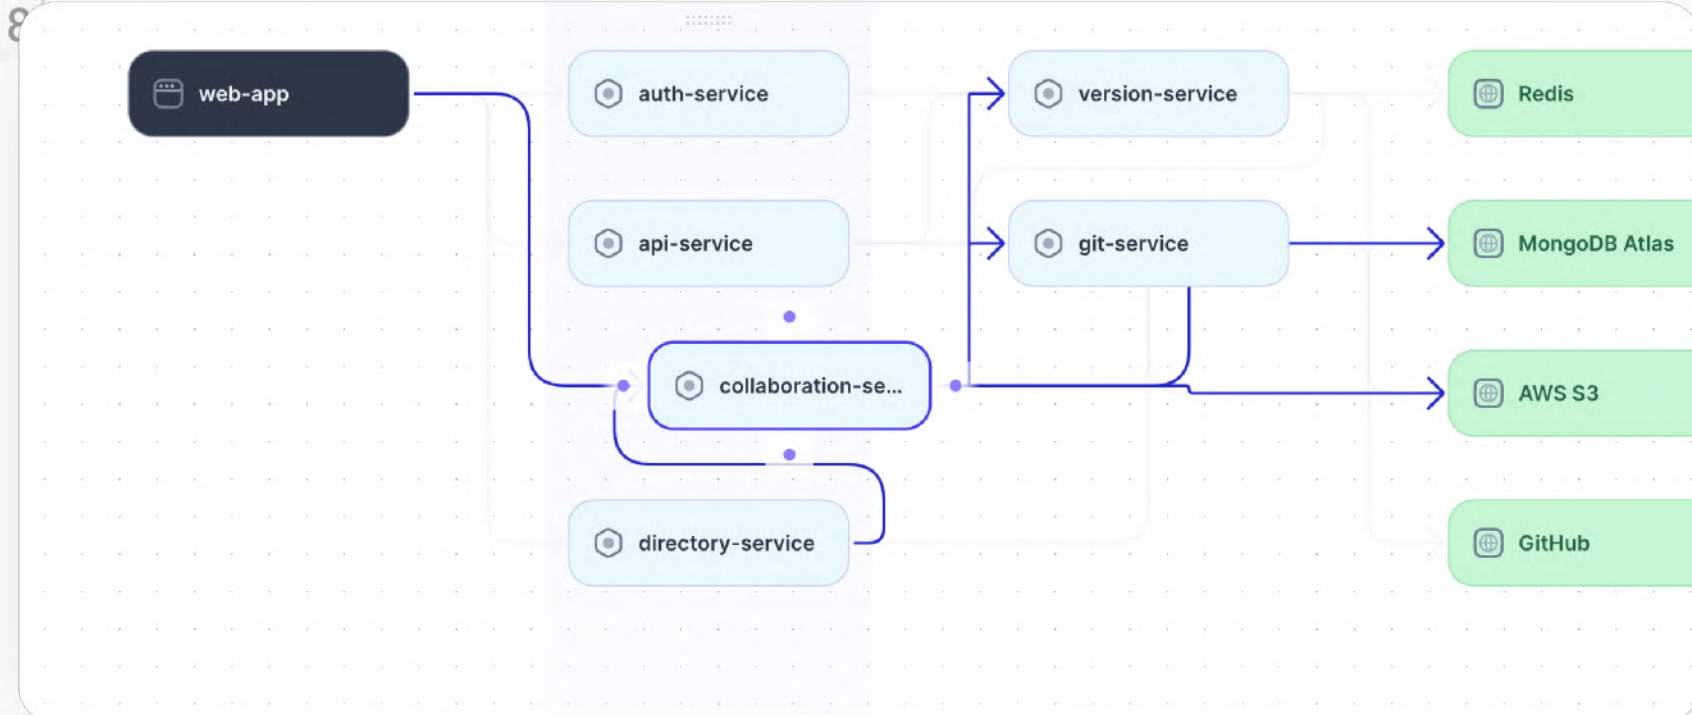 8
web-app
auth-service
version-service
Redis
api-service
git-service
MongoDB Atlas
collaboration-se...
AWS S3
directory-service
GitHub